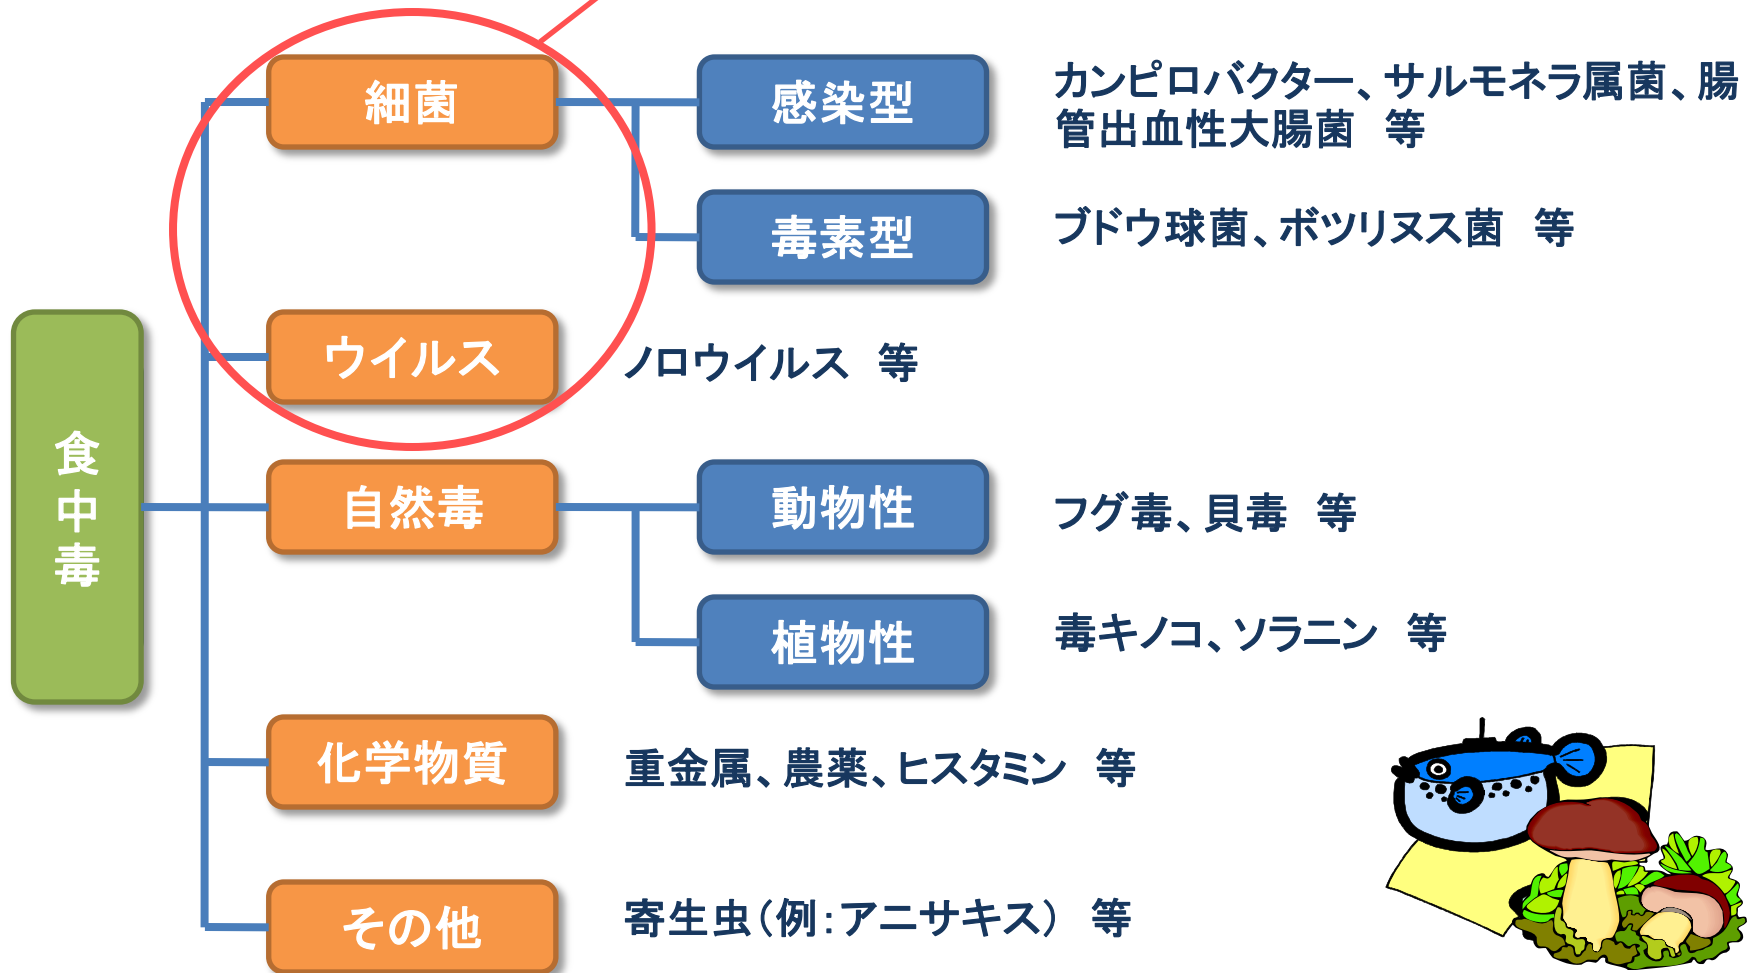 細菌
感染型
カンピロバクター、サルモネラ属菌、腸
管出血性大腸菌 等
毒素型
ブドウ球菌、ボツリヌス菌 等
ウイルス
ノロウイルス 等
食中毒
自然毒
動物性
フグ毒、貝毒 等
植物性
毒キノコ、ソラニン 等
化学物質
重金属、農薬、ヒスタミン 等
その他
寄生虫（例：アニサキス） 等